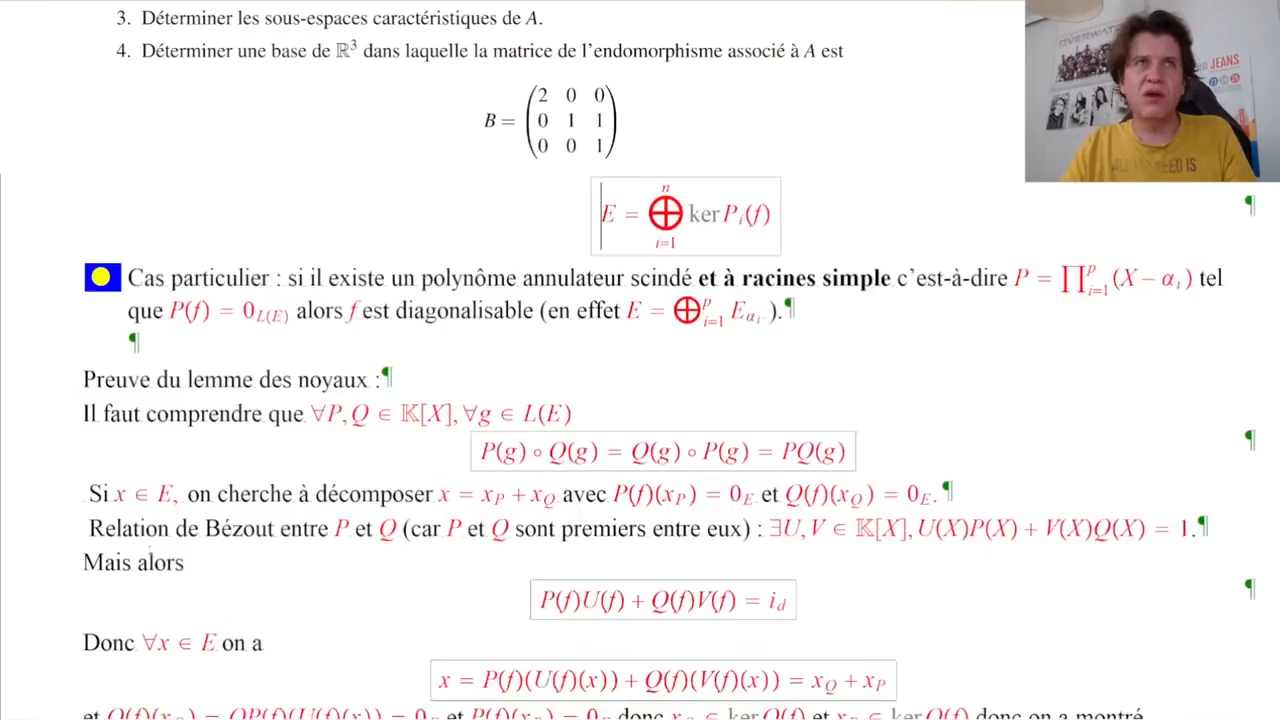 3. Déterminer les sous-espaces caractéristiques de A.
4. Déterminer une base de ℝ³ dans laquelle la matrice de l'endomorphisme associé à A est
B = (2 0 0
0 1 1
0 0 1)
E = ⨁_{i=1}^{n} ker P_i(f) ¶
Cas particulier : si il existe un polynôme annulateur scindé et à racines simple c'est-à-dire P = ∏_{i=1}^{p}(X − α_i) tel
que P(f) = 0_{L(E)} alors f est diagonalisable (en effet E = ⨁_{i=1}^{p} E_{α_i}).¶
¶
Preuve du lemme des noyaux :¶
Il faut comprendre que ∀P, Q ∈ 𝕂[X], ∀g ∈ L(E)
P(g) ∘ Q(g) = Q(g) ∘ P(g) = PQ(g) ¶
Si x ∈ E, on cherche à décomposer x = x_P + x_Q avec P(f)(x_P) = 0_E et Q(f)(x_Q) = 0_E.¶
Relation de Bézout entre P et Q (car P et Q sont premiers entre eux) : ∃U, V ∈ 𝕂[X], U(X)P(X) + V(X)Q(X) = 1.¶
Mais alors
P(f)U(f) + Q(f)V(f) = i_d ¶
Donc ∀x ∈ E on a
x = P(f)(U(f)(x)) + Q(f)(V(f)(x)) = x_Q + x_P
OVERWAT
JEANS
ALL NEED IS